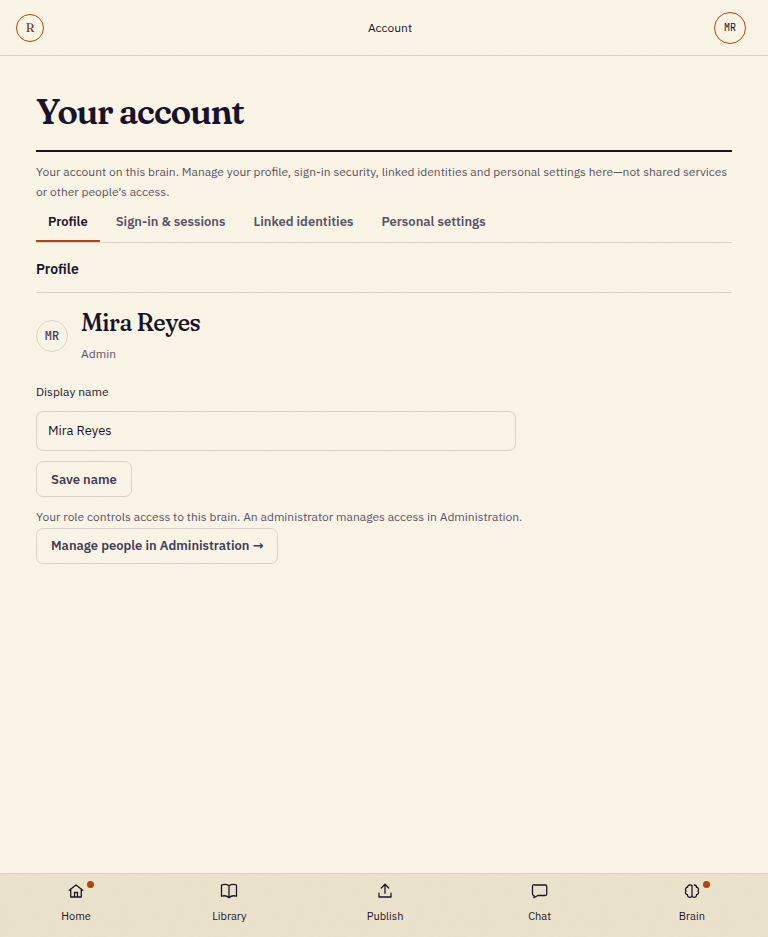 R
Account
MR
Your account
Your account on this brain. Manage your profile, sign-in security, linked identities and personal settings here—not shared services
or other people’s access.
Profile
Sign-in & sessions
Linked identities
Personal settings
Profile
MR
Mira Reyes
Admin
Display name
Mira Reyes
Save name
Your role controls access to this brain. An administrator manages access in Administration.
Manage people in Administration →
Home
Library
Publish
Chat
Brain